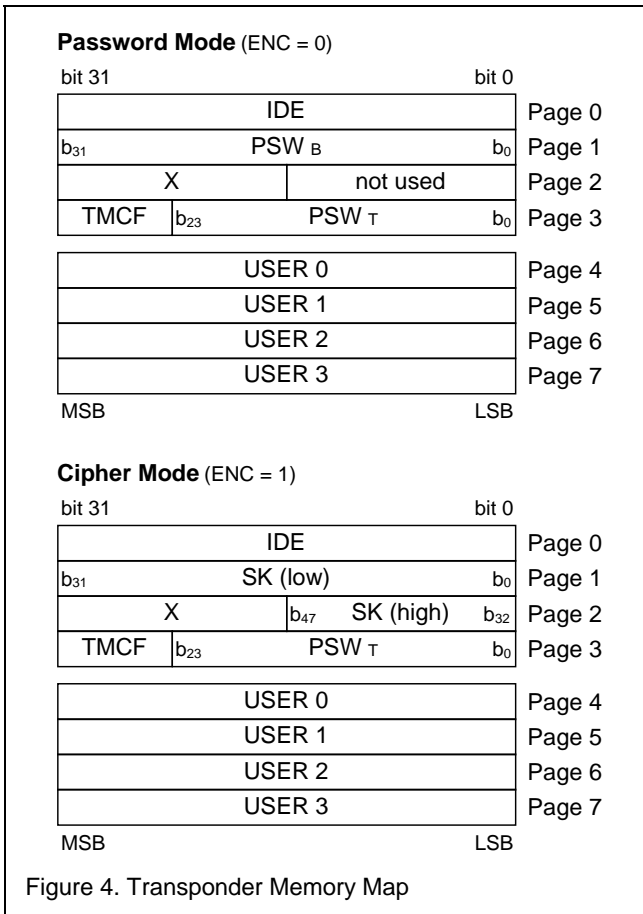 Password Mode (ENC = 0)
bit 31 bit 0
IDE Page 0
b31 PSW B b0 Page 1
X not used Page 2
TMCF b23 PSW T b0 Page 3
USER 0 Page 4
USER 1 Page 5
USER 2 Page 6
USER 3 Page 7
MSB LSB
Cipher Mode (ENC = 1)
bit 31 bit 0
IDE Page 0
b31 SK (low) b0 Page 1
X b47 SK (high) b32 Page 2
TMCF b23 PSW T b0 Page 3
USER 0 Page 4
USER 1 Page 5
USER 2 Page 6
USER 3 Page 7
MSB LSB
Figure 4. Transponder Memory Map